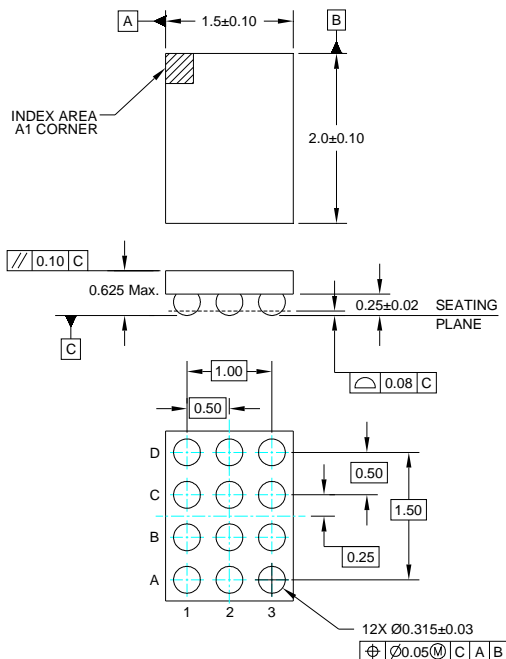 A
1.5±0.10
B
INDEX AREA
A1 CORNER
2.0±0.10
// 0.10 C
0.625 Max.
0.25±0.02
SEATING
PLANE
C
⌓ 0.08 C
1.00
0.50
D
C
B
A
0.50
1.50
0.25
1 2 3
12X Ø0.315±0.03
⌖ Ø0.05Ⓜ C A B